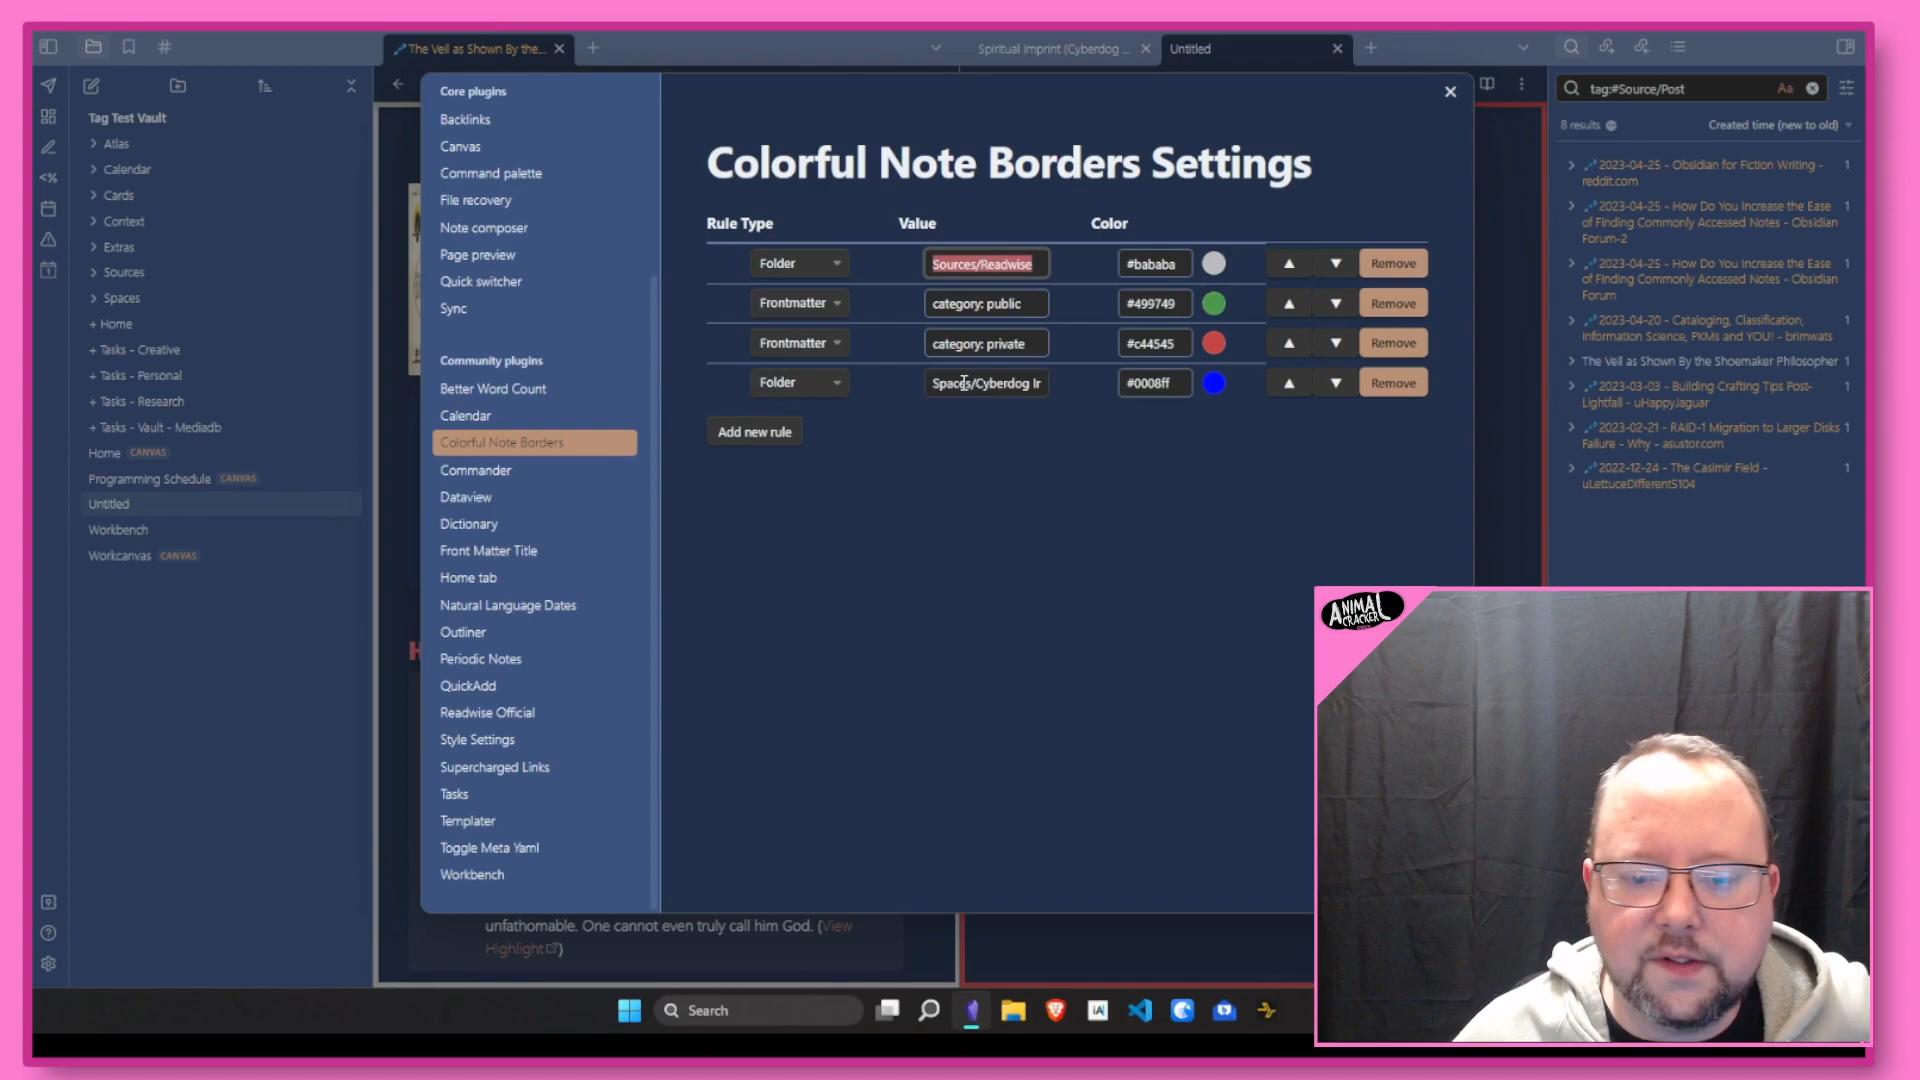 The Veil as Shown By the...
Spiritual Imprint (Cyberdog ...
Untitled
tag:#Source/Post
Aa
8 results
Created time (new to old)
Tag Test Vault
Atlas
Calendar
Cards
Context
Extras
Sources
Spaces
+ Home
+ Tasks - Creative
+ Tasks - Personal
+ Tasks - Research
+ Tasks - Vault - Mediadb
Home CANVAS
Programming Schedule CANVAS
Untitled
Workbench
Workcanvas CANVAS
Core plugins
Backlinks
Canvas
Command palette
File recovery
Note composer
Page preview
Quick switcher
Sync
Community plugins
Better Word Count
Calendar
Colorful Note Borders
Commander
Dataview
Dictionary
Front Matter Title
Home tab
Natural Language Dates
Outliner
Periodic Notes
QuickAdd
Readwise Official
Style Settings
Supercharged Links
Tasks
Templater
Toggle Meta Yaml
Workbench
Colorful Note Borders Settings
Rule Type Value Color
Folder Sources/Readwise #bababa Remove
Frontmatter category: public #499749 Remove
Frontmatter category: private #c44545 Remove
Folder Spaces/Cyberdog Ir #0008ff Remove
Add new rule
2023-04-25 - Obsidian for Fiction Writing - 1
reddit.com
2023-04-25 - How Do You Increase the Ease 1
of Finding Commonly Accessed Notes - Obsidian
Forum-2
2023-04-25 - How Do You Increase the Ease 1
of Finding Commonly Accessed Notes - Obsidian
Forum
2023-04-20 - Cataloging, Classification, 1
Information Science, PKMs and YOU! - brimwats
The Veil as Shown By the Shoemaker Philosopher 1
2023-03-03 - Building Crafting Tips Post- 1
Lightfall - uHappyJaguar
2023-02-21 - RAID-1 Migration to Larger Disks 1
Failure - Why - asustor.com
2022-12-24 - The Casimir Field - 1
uLettuceDifferent5104
H
unfathomable. One cannot even truly call him God. (View
Highlight)
ANIMAL
CRACKER
Search
iA